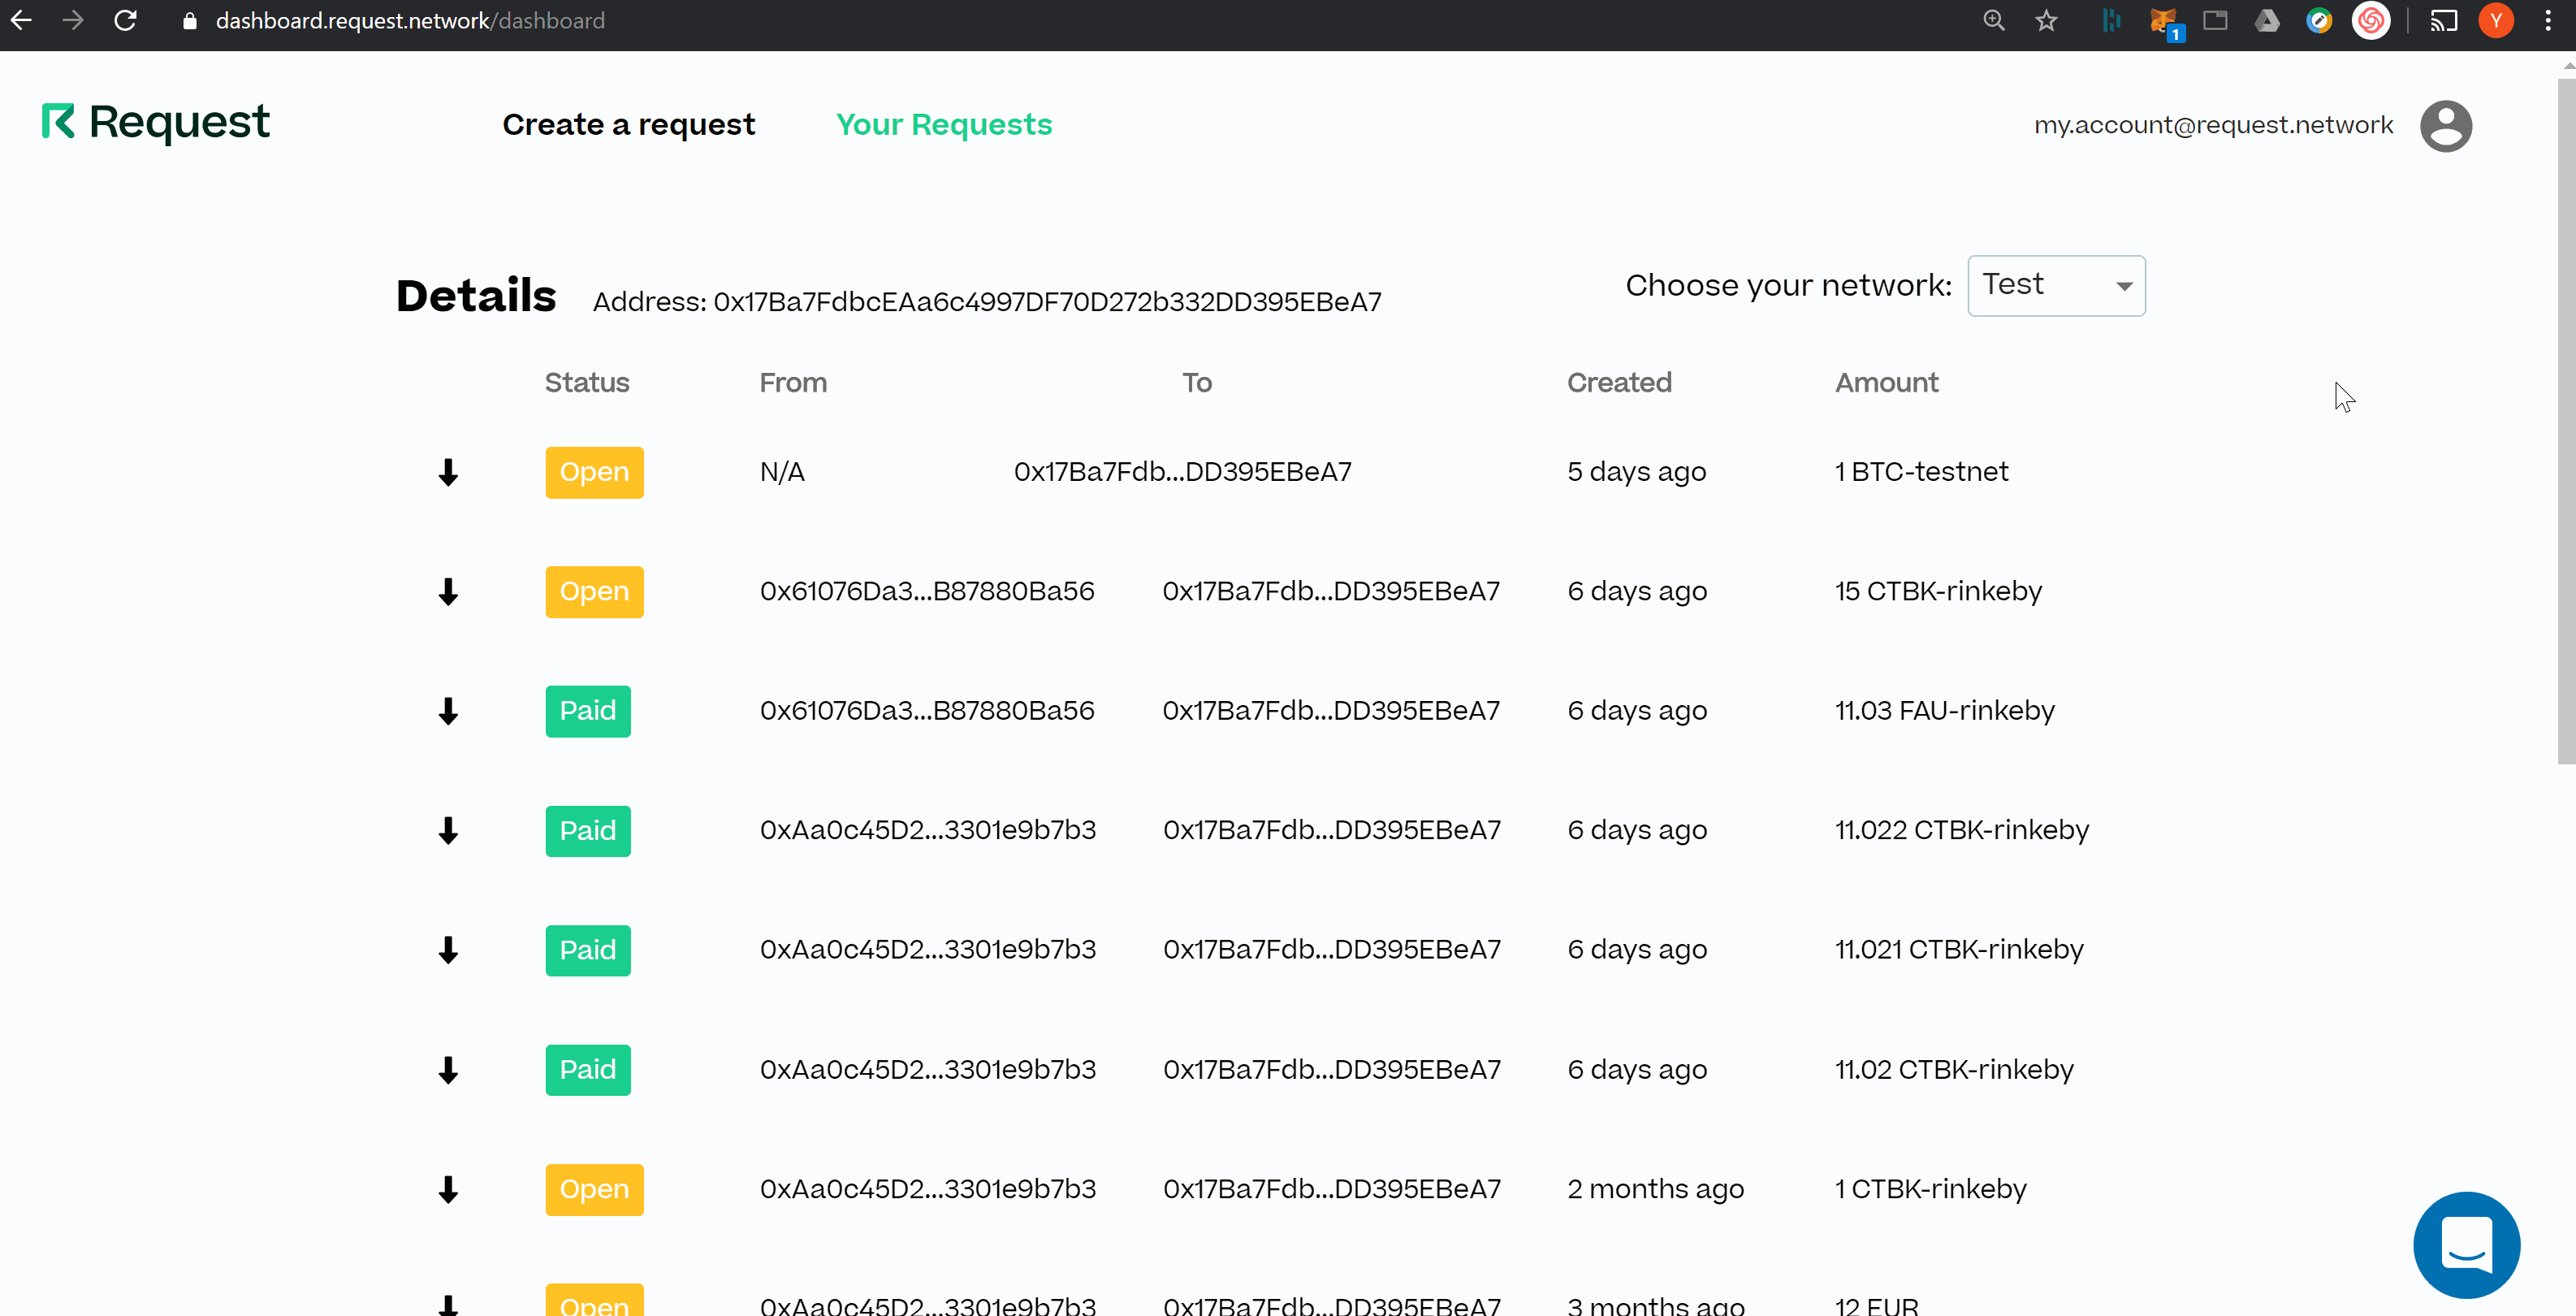 dashboard.request.network/dashboard
1
Y
Request
Create a request
Your Requests
my.account@request.network
Details
Address: 0x17Ba7FdbcEAa6c4997DF70D272b332DD395EBeA7
Choose your network: Test
Status From To Created Amount
Open N/A 0x17Ba7Fdb...DD395EBeA7 5 days ago 1 BTC-testnet
Open 0x61076Da3...B87880Ba56 0x17Ba7Fdb...DD395EBeA7 6 days ago 15 CTBK-rinkeby
Paid 0x61076Da3...B87880Ba56 0x17Ba7Fdb...DD395EBeA7 6 days ago 11.03 FAU-rinkeby
Paid 0xAa0c45D2...3301e9b7b3 0x17Ba7Fdb...DD395EBeA7 6 days ago 11.022 CTBK-rinkeby
Paid 0xAa0c45D2...3301e9b7b3 0x17Ba7Fdb...DD395EBeA7 6 days ago 11.021 CTBK-rinkeby
Paid 0xAa0c45D2...3301e9b7b3 0x17Ba7Fdb...DD395EBeA7 6 days ago 11.02 CTBK-rinkeby
Open 0xAa0c45D2...3301e9b7b3 0x17Ba7Fdb...DD395EBeA7 2 months ago 1 CTBK-rinkeby
Open 0xAa0c45D2...3301e9b7b3 0x17Ba7Fdb...DD395EBeA7 3 months ago 12 EUR